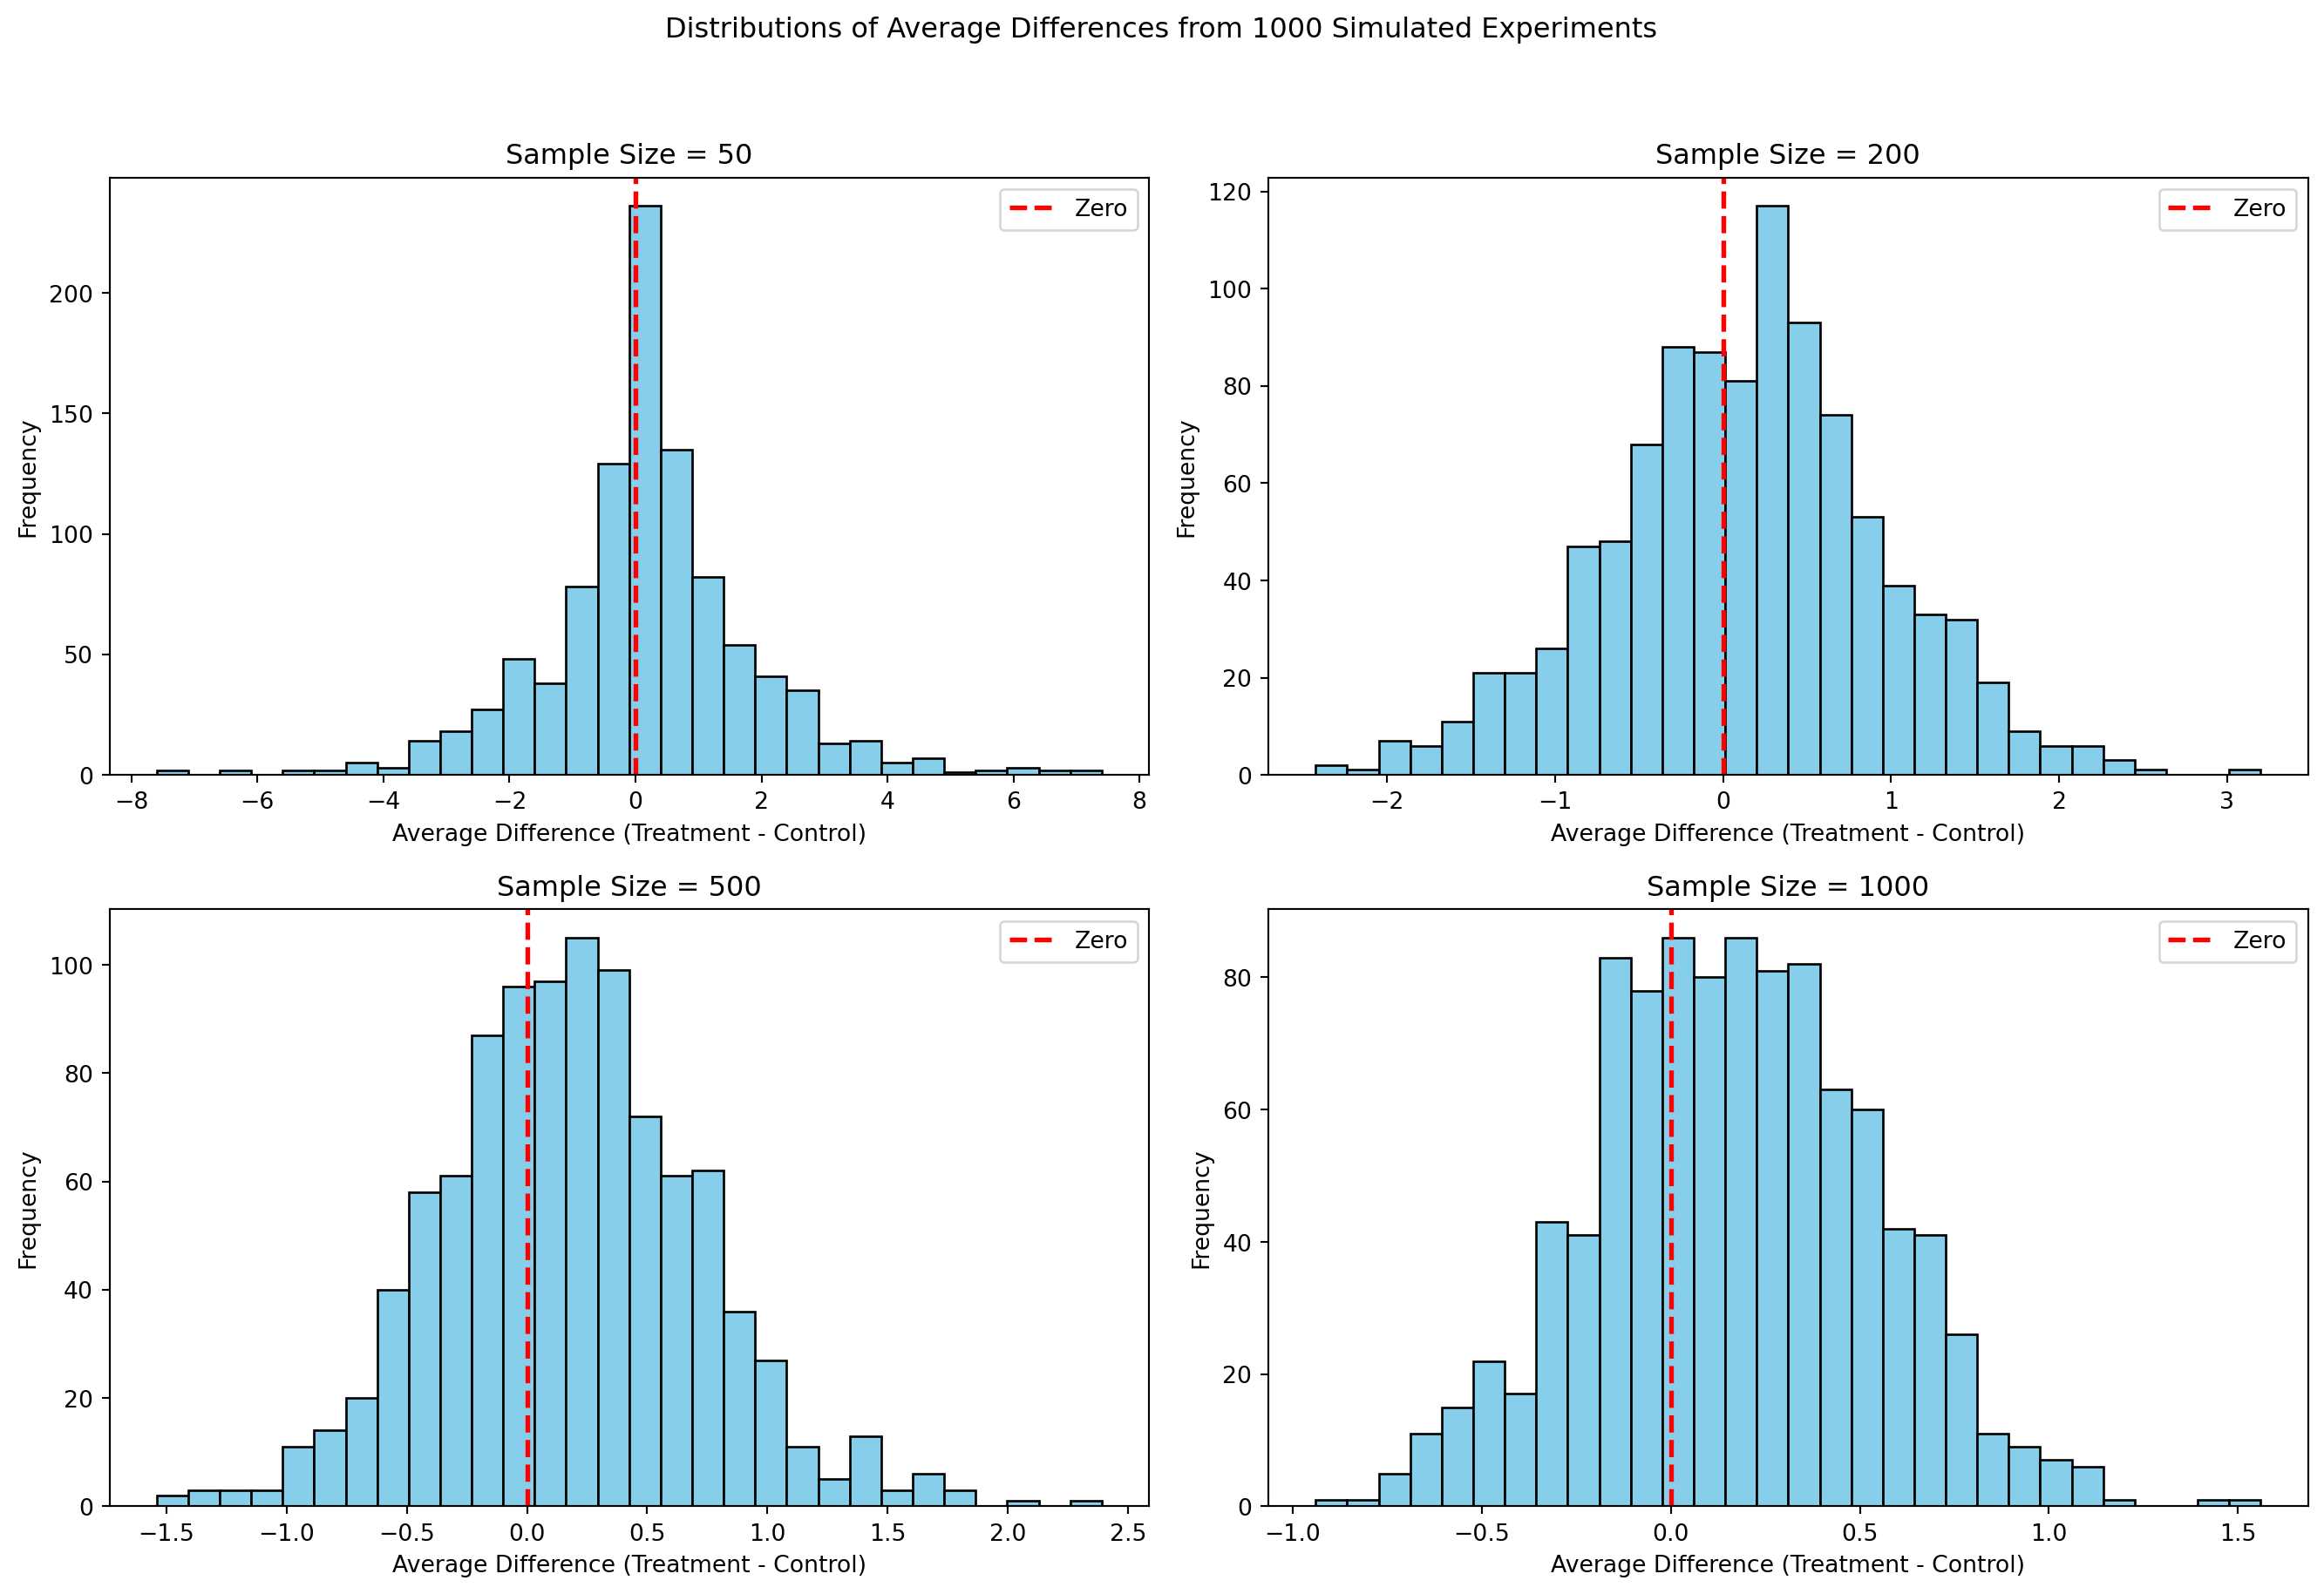 Distributions of Average Differences from 1000 Simulated Experiments
Sample Size = 50
Zero
Frequency
200
150
100
50
0
−8 −6 −4 −2 0 2 4 6 8
Average Difference (Treatment - Control)
Sample Size = 200
Zero
Frequency
120
100
80
60
40
20
0
−2 −1 0 1 2 3
Average Difference (Treatment - Control)
Sample Size = 500
Zero
Frequency
100
80
60
40
20
0
−1.5 −1.0 −0.5 0.0 0.5 1.0 1.5 2.0 2.5
Average Difference (Treatment - Control)
Sample Size = 1000
Zero
Frequency
80
60
40
20
0
−1.0 −0.5 0.0 0.5 1.0 1.5
Average Difference (Treatment - Control)